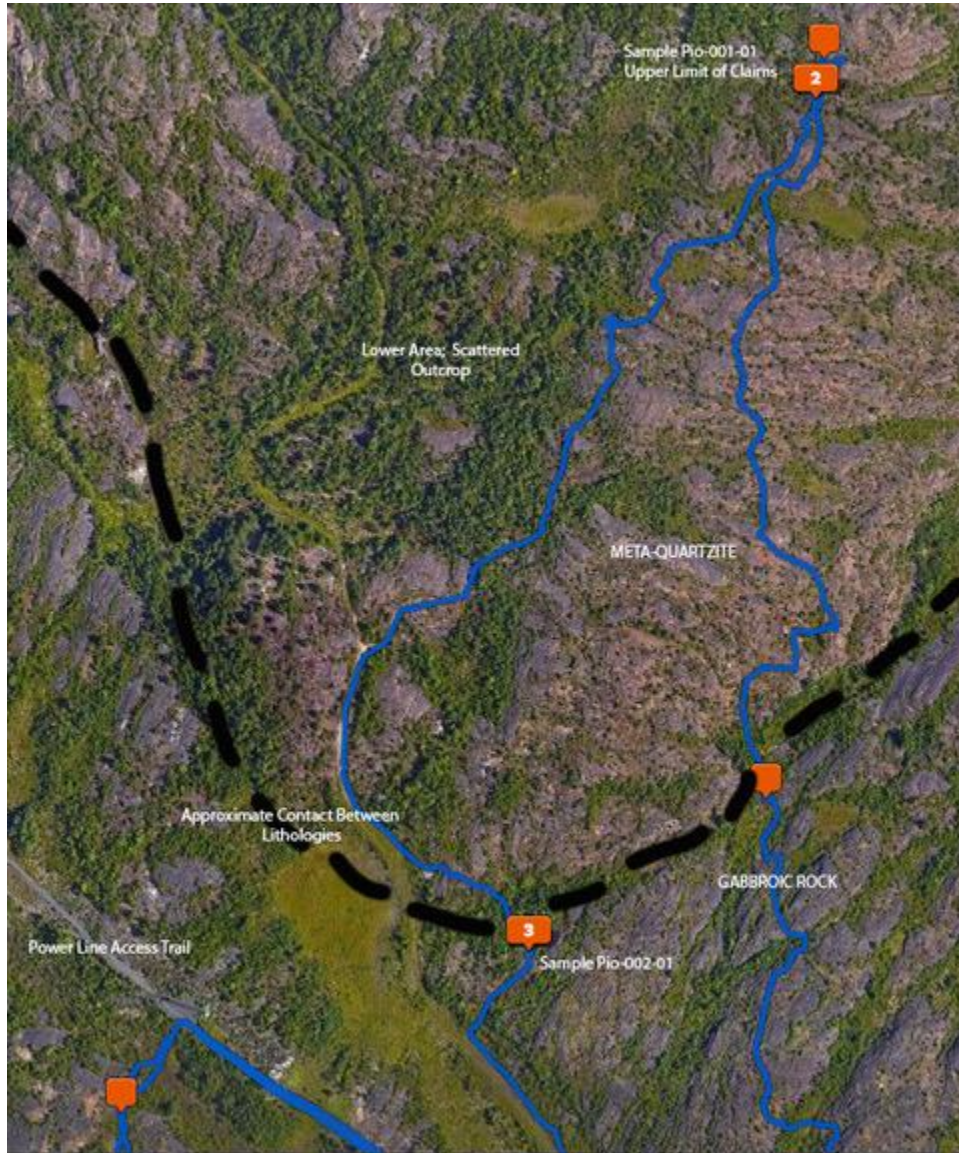 Sample Pio-001-01
Upper Limit of Claims
2
Lower Area; Scattered
Outcrop
META-QUARTZITE
Approximate Contact Between
Lithologies
GABBROIC ROCK
3
Power Line Access Trail
Sample Pio-002-01